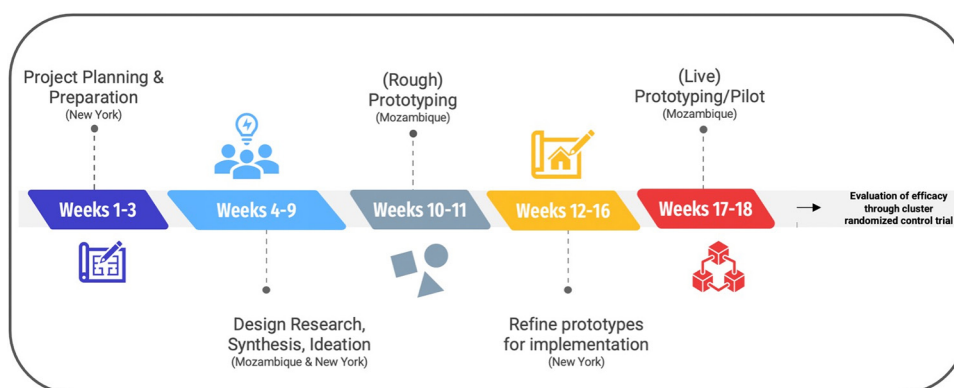 Project Planning &
Preparation
(New York)
(Rough)
Prototyping
(Mozambique)
(Live)
Prototyping/Pilot
(Mozambique)
Weeks 1-3
Weeks 4-9
Weeks 10-11
Weeks 12-16
Weeks 17-18
Evaluation of efficacy
through cluster
randomized control trial
Design Research,
Synthesis, Ideation
(Mozambique & New York)
Refine prototypes
for implementation
(New York)